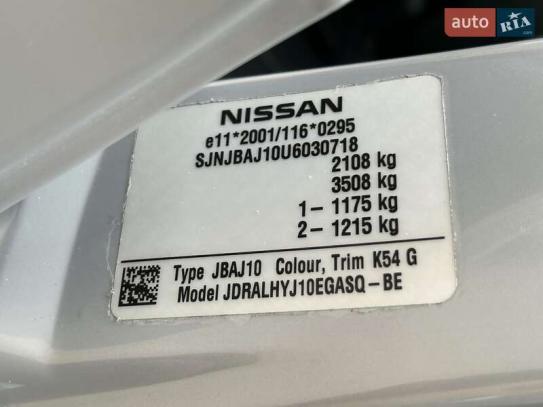 auto RIA
NISSAN
e11*2001/116*0295
SJNJBAJ10U6030718
2108 kg
3508 kg
1– 1175 kg
2– 1215 kg
Type JBAJ10 Colour, Trim K54 G
Model JDRALHYJ10EGASQ–BE